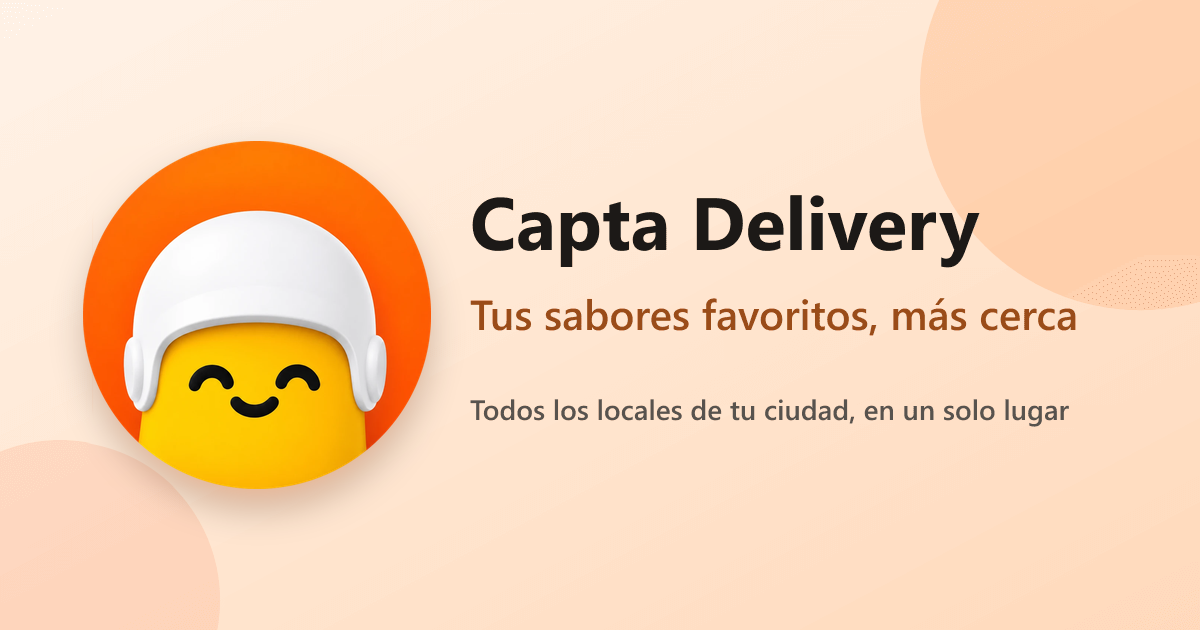 Capta Delivery
Tus sabores favoritos, más cerca
Todos los locales de tu ciudad, en un solo lugar